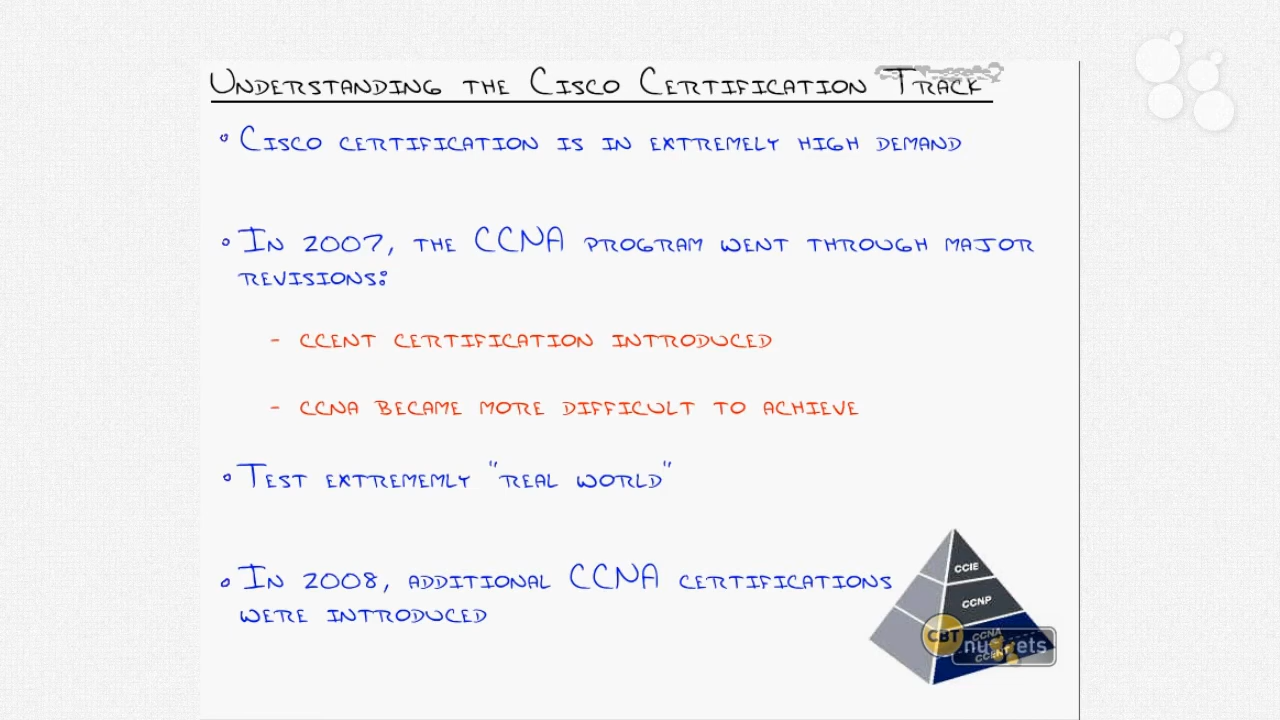 Understanding the Cisco Certification Track
Cisco certification is in extremely high demand
In 2007, the CCNA program went through major
revisions:
- CCENT certification introduced
- CCNA became more difficult to achieve
Test extrememly "real world"
In 2008, additional CCNA certifications
were introduced
CCIE
CCNP
CCNA
CCENT
CBT nuggets